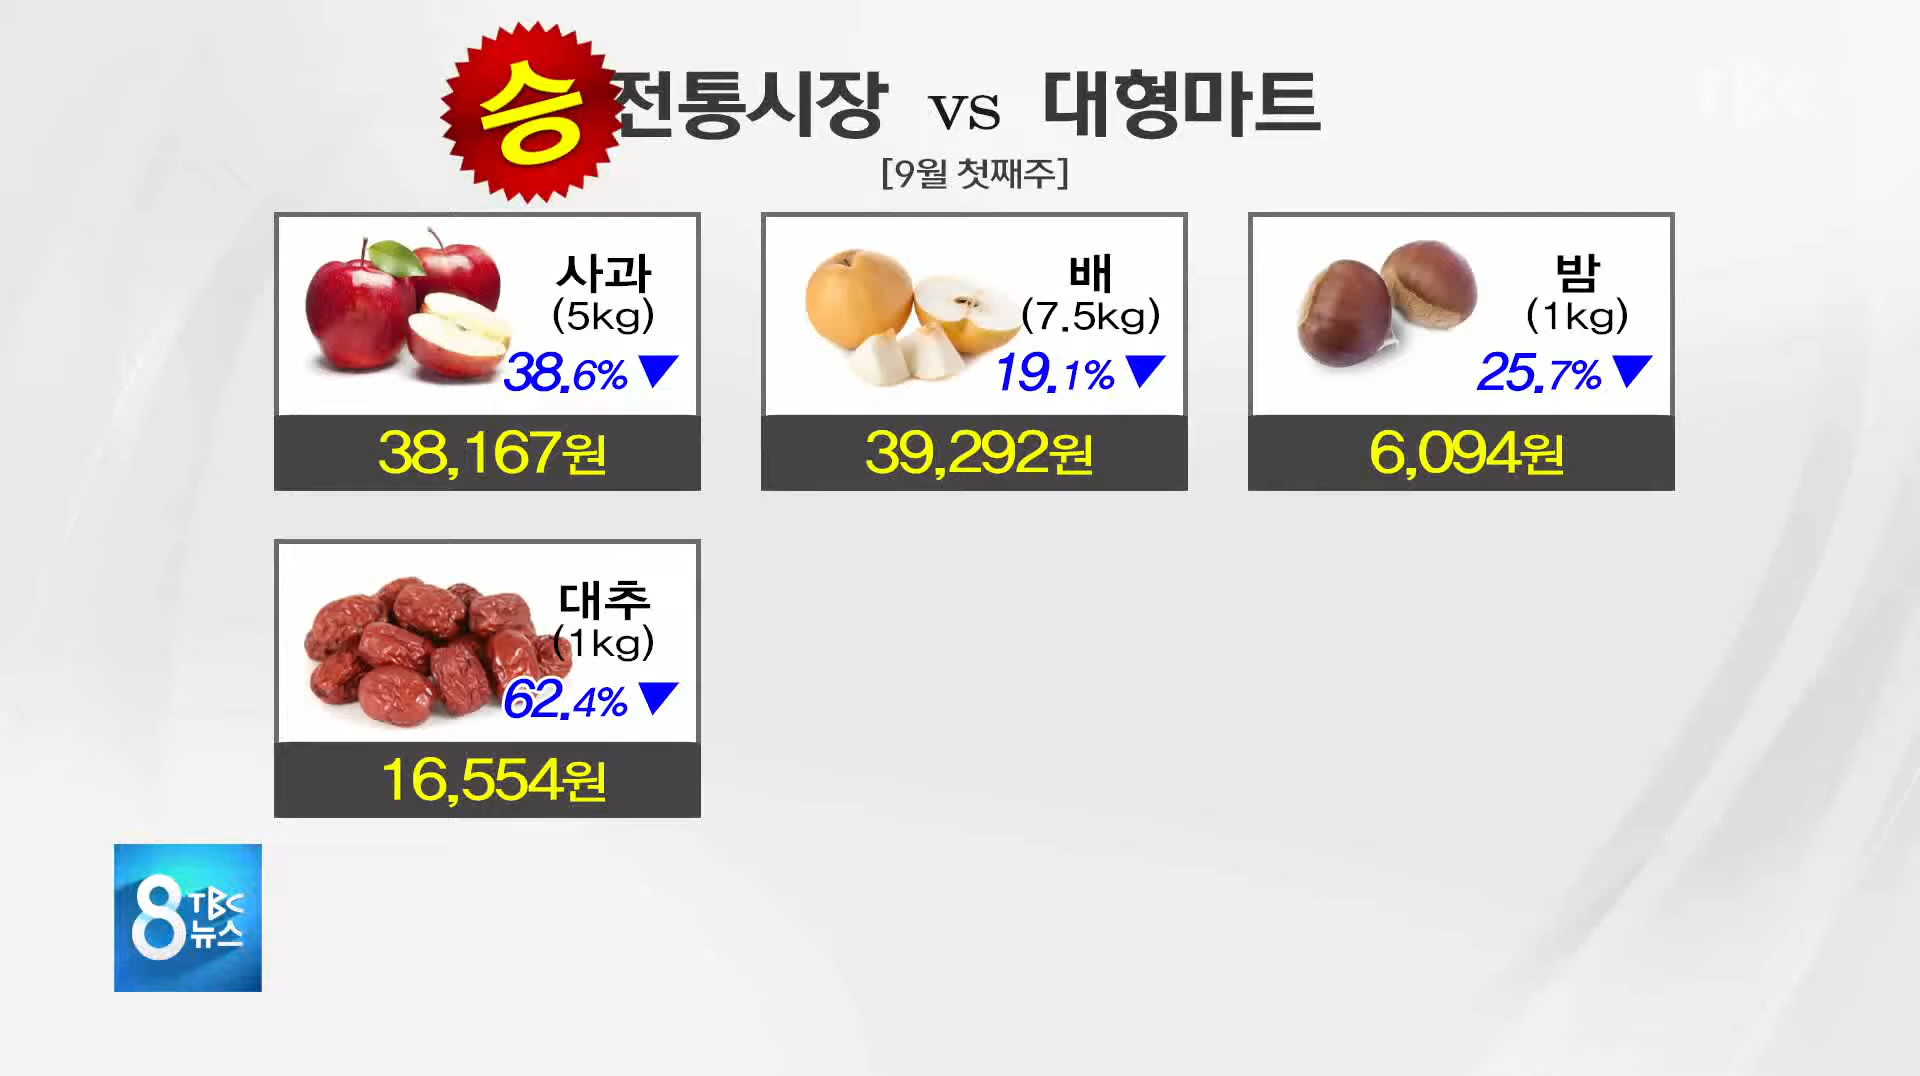 승 전통시장 vs 대형마트
[9월 첫째주]
사과
(5kg)
38.6% ▼
38,167원
배
(7.5kg)
19.1% ▼
39,292원
밤
(1kg)
25.7% ▼
6,094원
대추
(1kg)
62.4% ▼
16,554원
8 TBC
뉴스
TBC